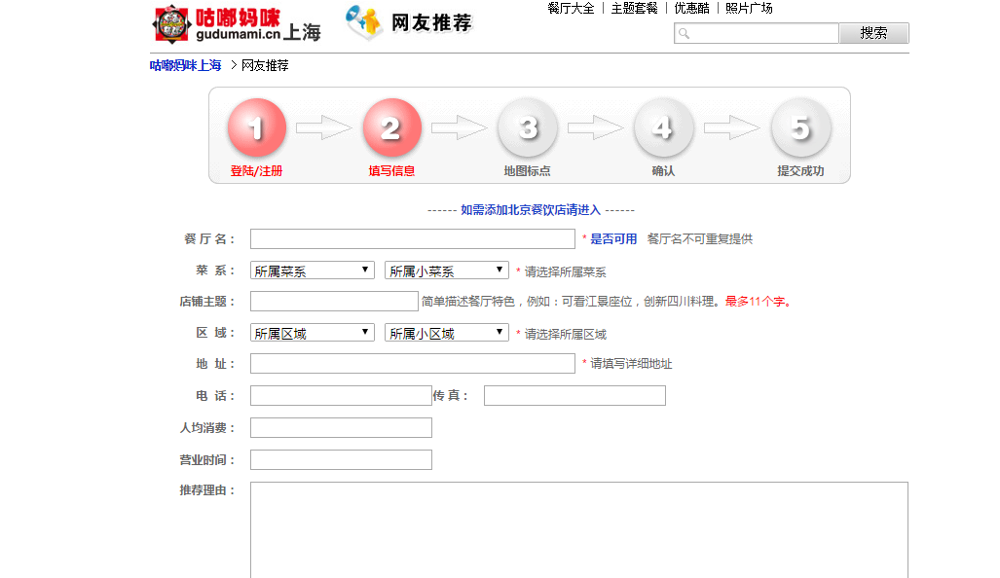 咕嘟妈咪
gudumami.cn 上海
网友推荐
餐厅大全 | 主题套餐 | 优惠酷 | 照片广场
搜索
咕嘟妈咪上海 > 网友推荐
1 2 3 4 5
登陆/注册 填写信息 地图标点 确认 提交成功
------ 如需添加北京餐饮店请进入 ------
餐 厅 名： * 是否可用 餐厅名不可重复提供
菜 系： 所属菜系 所属小菜系 * 请选择所属菜系
店铺主题： 简单描述餐厅特色，例如：可看江景座位，创新四川料理。最多11个字。
区 域： 所属区域 所属小区域 * 请选择所属区域
地 址： * 请填写详细地址
电 话： 传 真：
人均消费：
营业时间：
推荐理由：